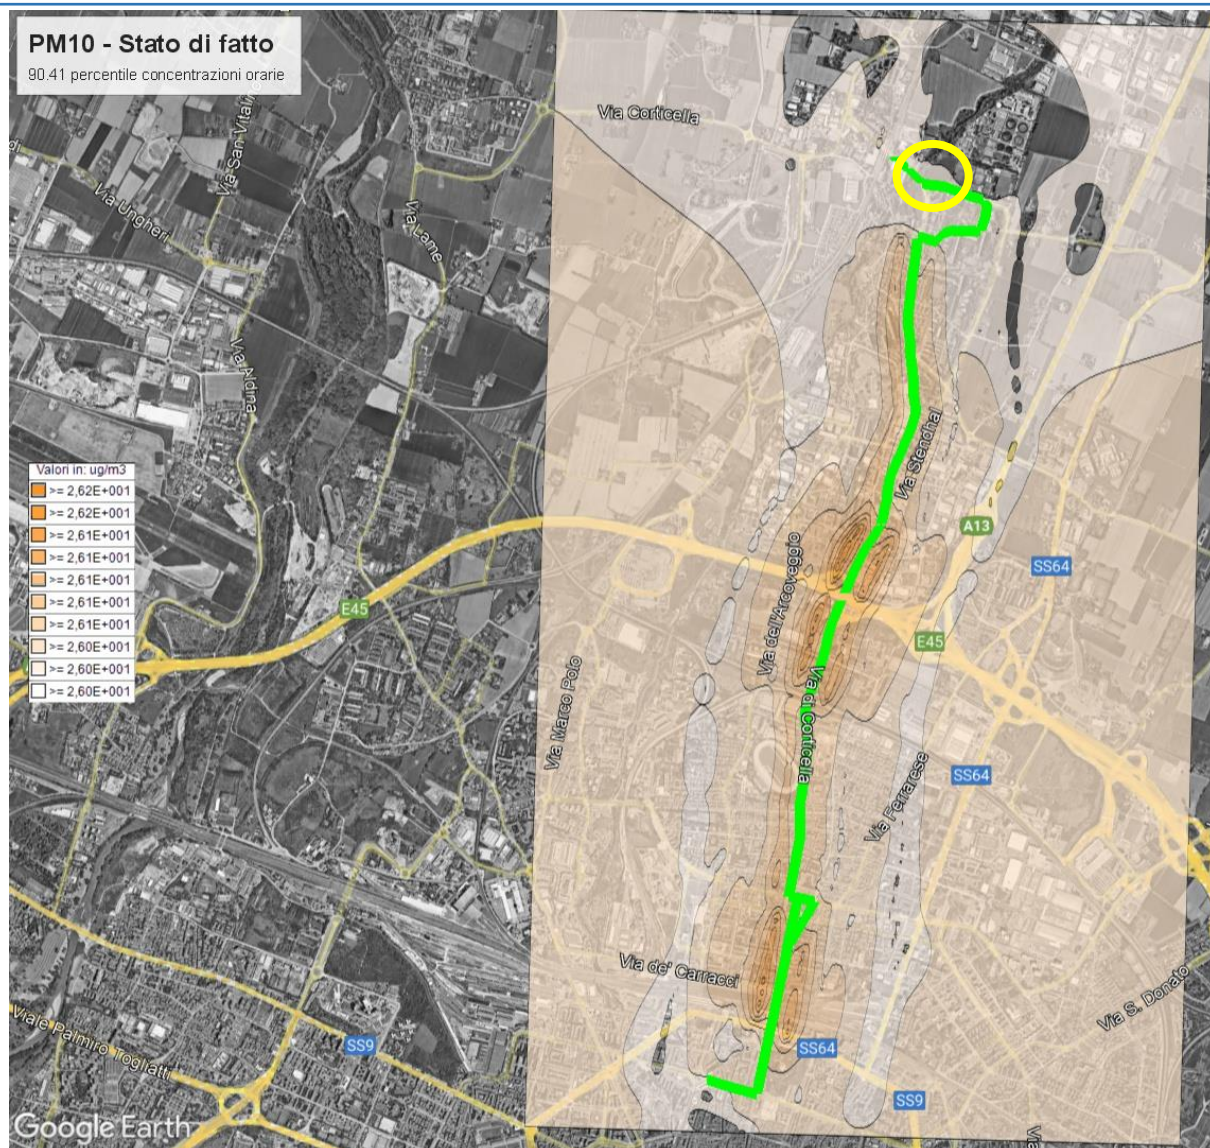 PM10 - Stato di fatto
90.41 percentile concentrazioni orarie
Via Corticella
Via San Vitalino
di
Via Ungheri
Via Lame
Via Aldina
Via Stendhal
Valori in: ug/m3
>= 2,62E+001
>= 2,62E+001
>= 2,61E+001
>= 2,61E+001
>= 2,61E+001
>= 2,61E+001
>= 2,61E+001
>= 2,60E+001
>= 2,60E+001
>= 2,60E+001
A13
SS64
E45
Via dell'Arcoveggio
E45
Via Marco Polo
Via di Corticella
SS64
Via Ferrarese
Via de' Carracci
Via S. Donato
Viale Palmiro Togliatti
SS9
SS64
SS9
Via
Google Earth